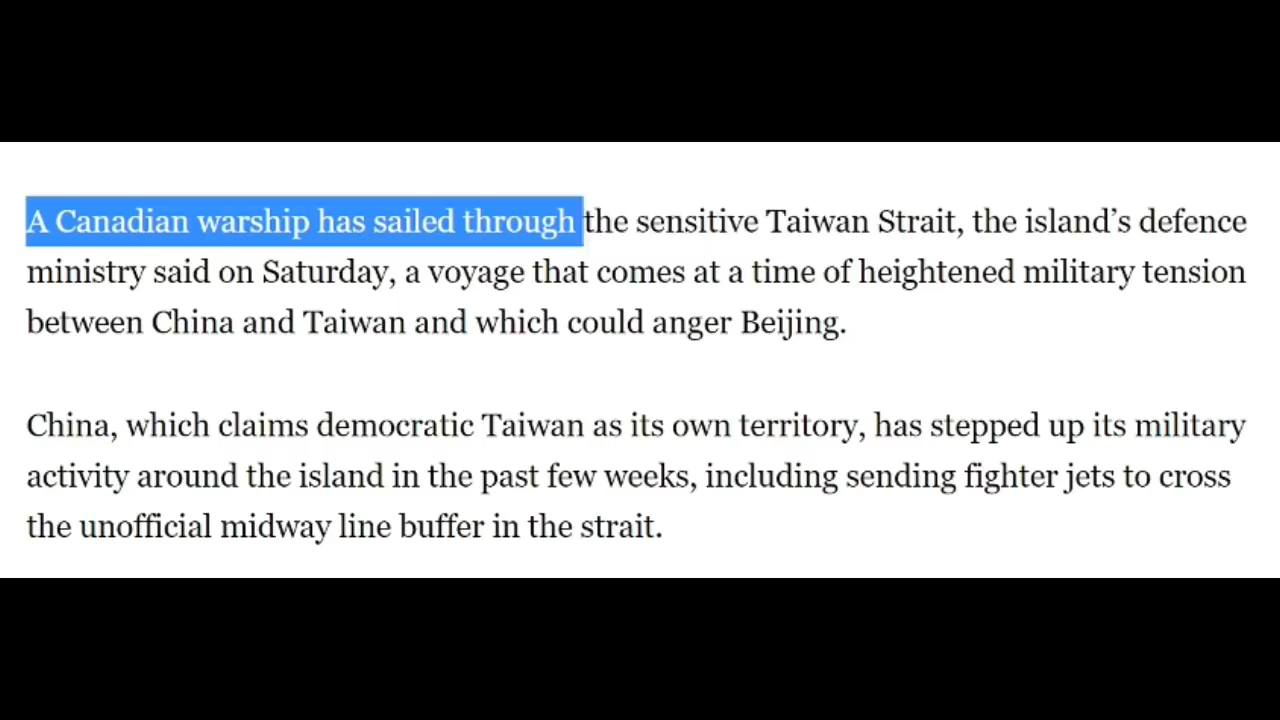 A Canadian warship has sailed through the sensitive Taiwan Strait, the island’s defence
ministry said on Saturday, a voyage that comes at a time of heightened military tension
between China and Taiwan and which could anger Beijing.
China, which claims democratic Taiwan as its own territory, has stepped up its military
activity around the island in the past few weeks, including sending fighter jets to cross
the unofficial midway line buffer in the strait.